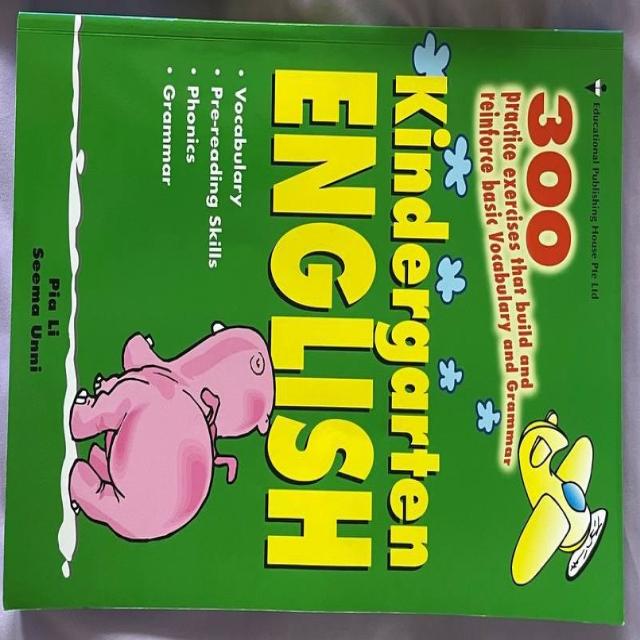 Educational Publishing House Pte Ltd
300
practice exercises that build and
reinforce basic Vocabulary and Grammar
Kindergarten
ENGLISH
• Vocabulary
• Pre-reading Skills
• Phonics
• Grammar
Pia Li
Seema Unni